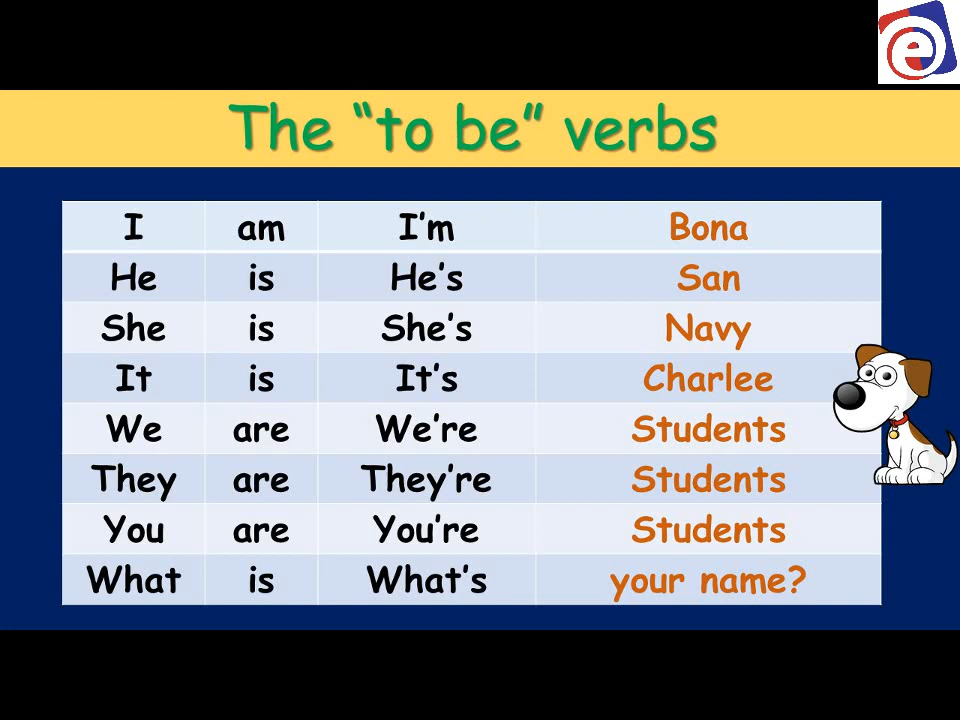 The “to be” verbs
I am I’m Bona
He is He’s San
She is She’s Navy
It is It’s Charlee
We are We’re Students
They are They’re Students
You are You’re Students
What is What’s your name?
e